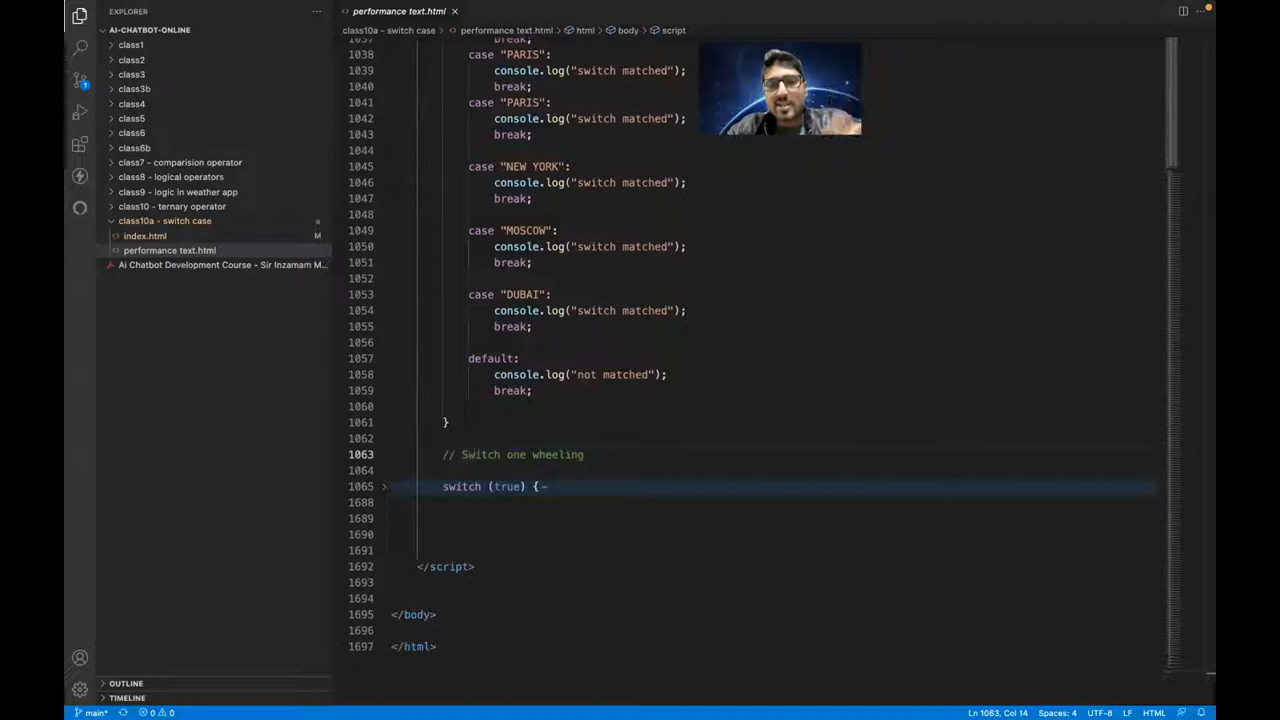 EXPLORER
performance text.html
AI-CHATBOT-ONLINE
class1
class2
class3
class3b
class4
class5
class6
class6b
class7 - comparision operator
class8 - logical operators
class9 - logic in weather app
class10 - ternary operator
class10a - switch case
index.html M
performance text.html
Ai Chatbot Development Course - Sir Inzamam M...
OUTLINE
TIMELINE
class10a - switch case > performance text.html > html > body > script
break;
1038 case "PARIS":
1039 console.log("switch matched");
1040 break;
1041 case "PARIS":
1042 console.log("switch matched");
1043 break;
1044
1045 case "NEW YORK":
1046 console.log("switch matched");
1047 break;
1048
1049 case "MOSCOW":
1050 console.log("switch matched");
1051 break;
1052
1053 case "DUBAI":
1054 console.log("switch matched");
1055 break;
1056
1057 default:
1058 console.log("not matched");
1059 break;
1060
1061 }
1062
1063 // Switch one wheeling
1064
1065 switch (true) {
1688
1689
1690
1691
1692 </script>
1693
1694
1695 </body>
1696
1697 </html>
main* 0 0 Ln 1063, Col 14 Spaces: 4 UTF-8 LF HTML